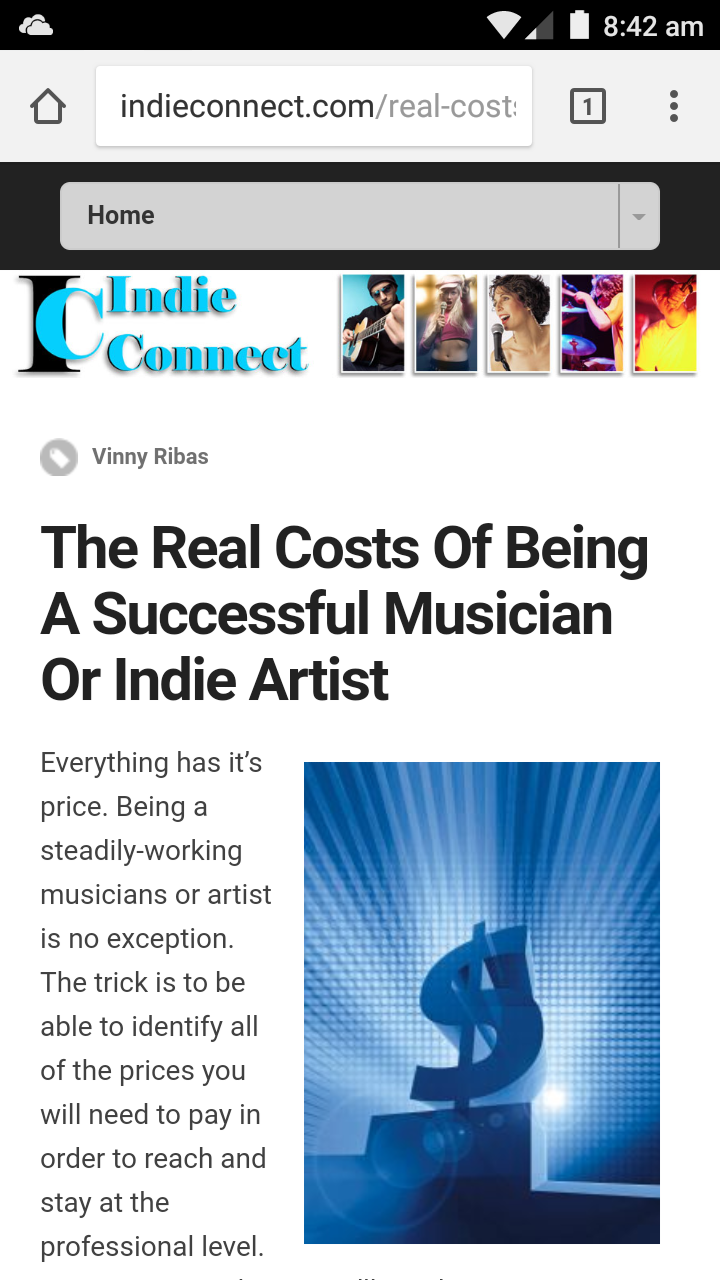 8:42 am
indieconnect.com/real-costs
1
Home
IC Indie
Connect
Vinny Ribas
The Real Costs Of Being
A Successful Musician
Or Indie Artist
Everything has it’s
price. Being a
steadily-working
musicians or artist
is no exception.
The trick is to be
able to identify all
of the prices you
will need to pay in
order to reach and
stay at the
professional level.